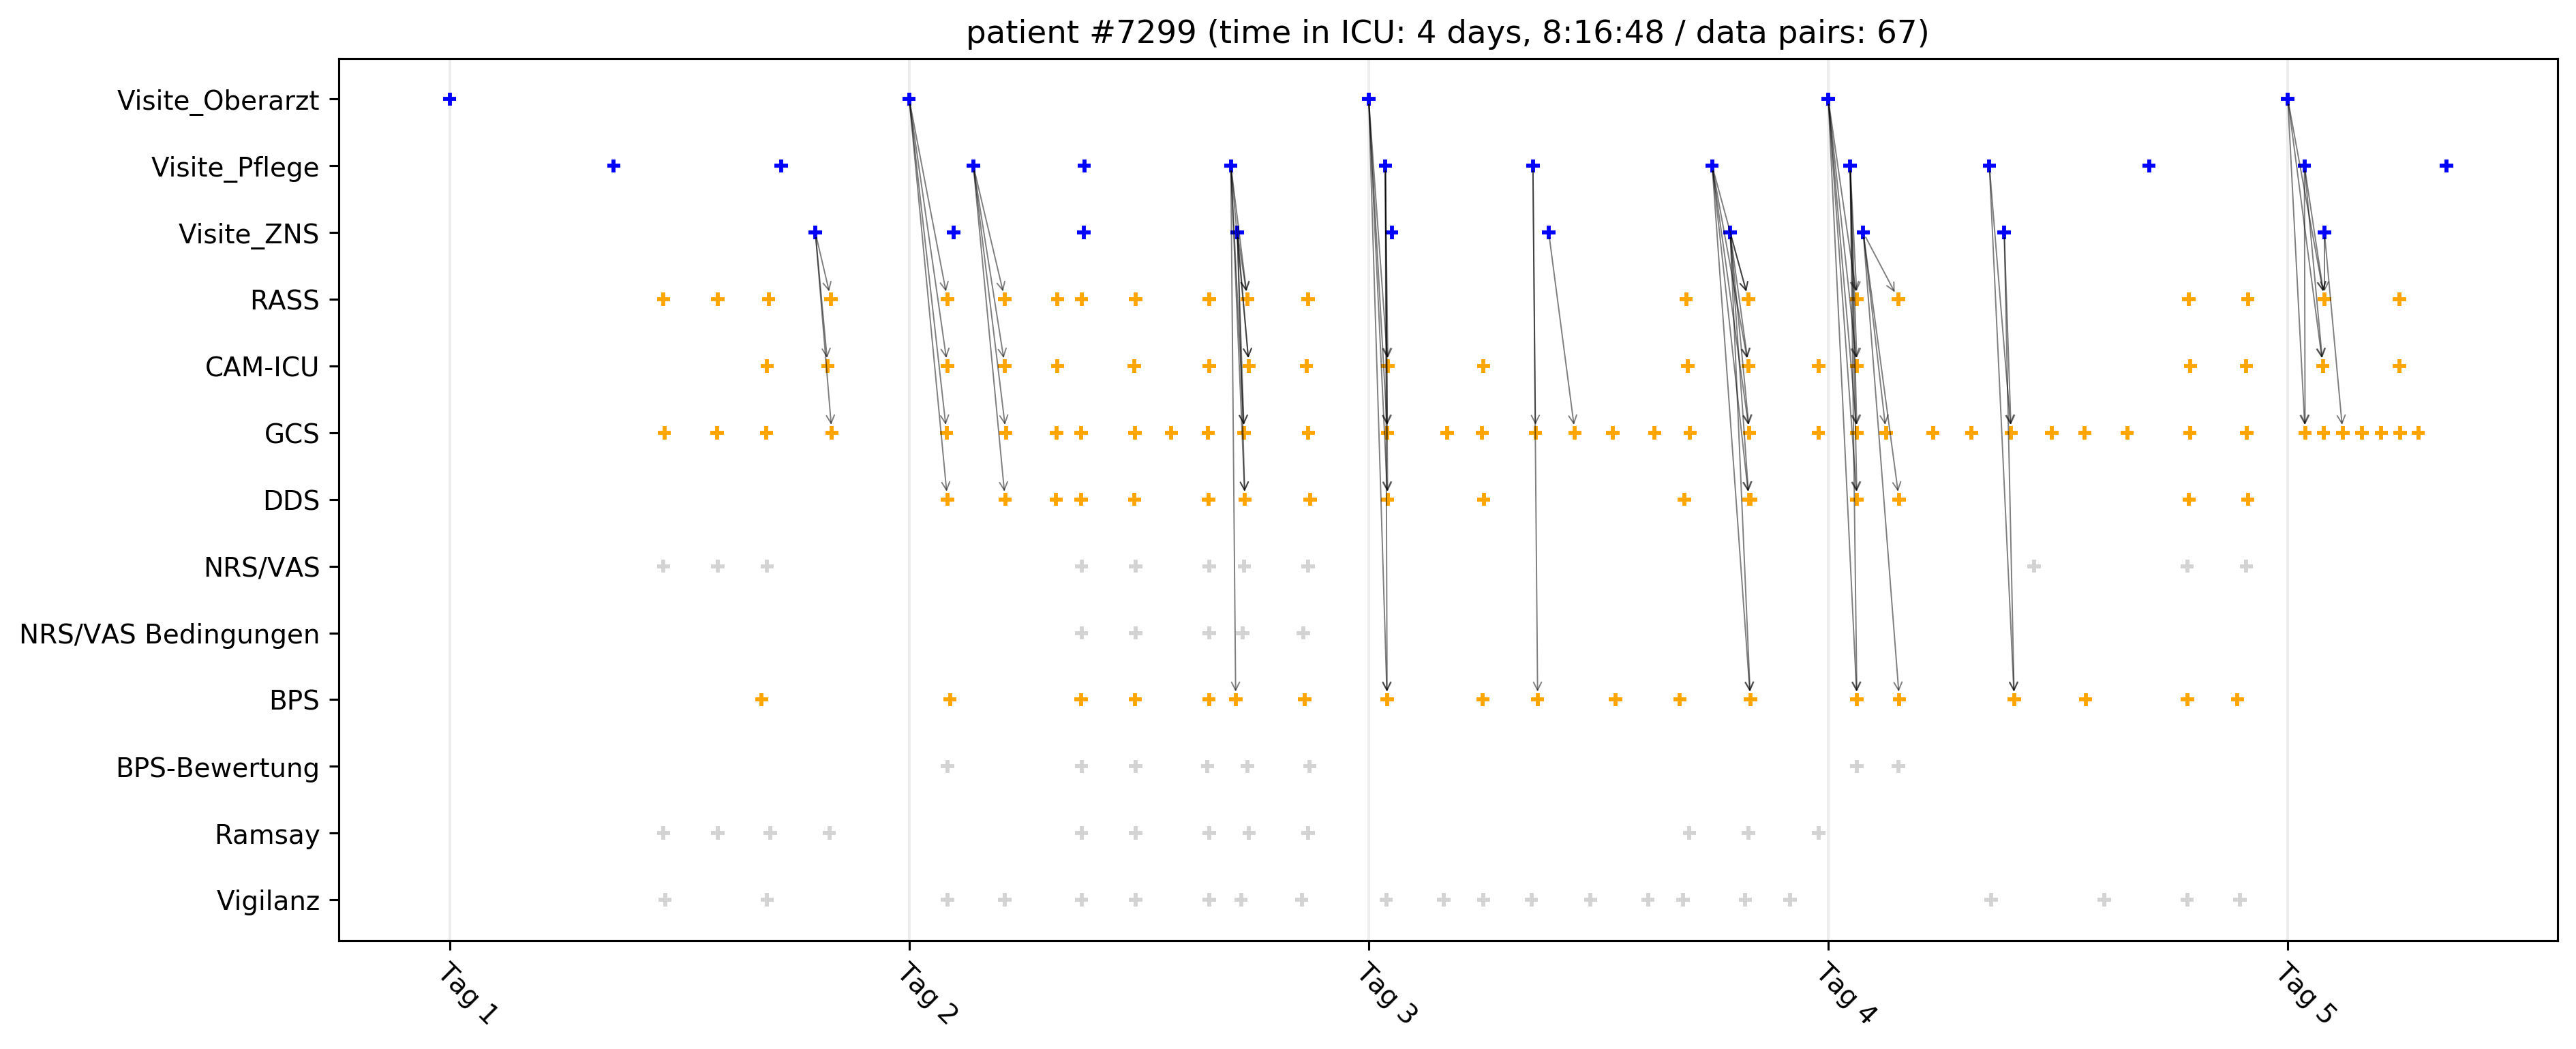 patient #7299 (time in ICU: 4 days, 8:16:48 / data pairs: 67)
Visite_Oberarzt
Visite_Pflege
Visite_ZNS
RASS
CAM-ICU
GCS
DDS
NRS/VAS
NRS/VAS Bedingungen
BPS
BPS-Bewertung
Ramsay
Vigilanz
Tag 1
Tag 2
Tag 3
Tag 4
Tag 5